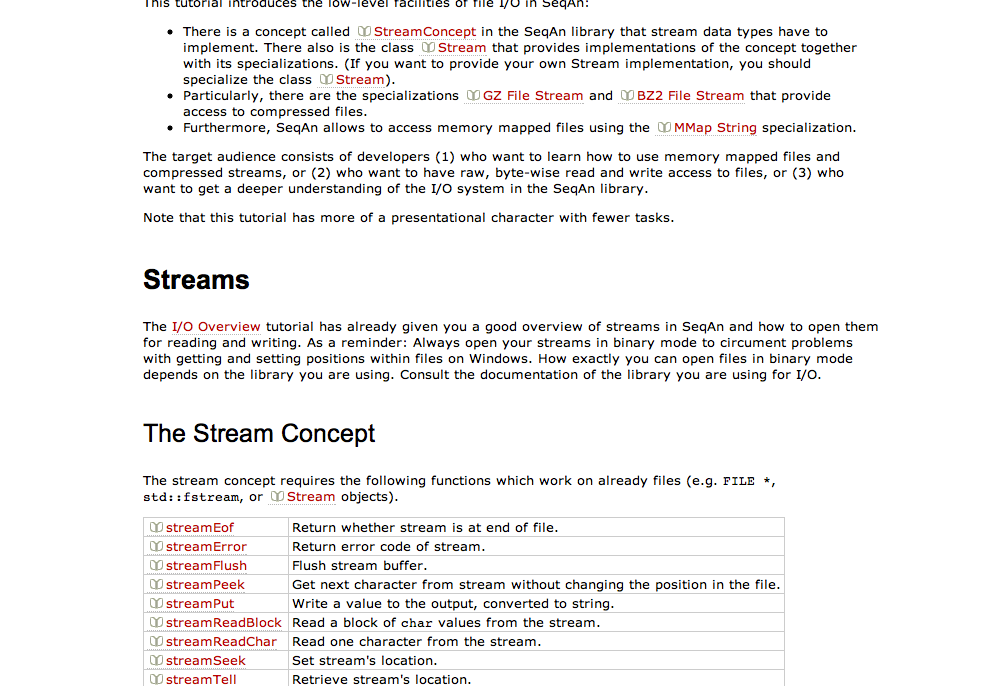 This tutorial introduces the low-level facilities of file I/O in SeqAn:
• There is a concept called StreamConcept in the SeqAn library that stream data types have to
implement. There also is the class Stream that provides implementations of the concept together
with its specializations. (If you want to provide your own Stream implementation, you should
specialize the class Stream).
• Particularly, there are the specializations GZ File Stream and BZ2 File Stream that provide
access to compressed files.
• Furthermore, SeqAn allows to access memory mapped files using the MMap String specialization.
The target audience consists of developers (1) who want to learn how to use memory mapped files and
compressed streams, or (2) who want to have raw, byte-wise read and write access to files, or (3) who
want to get a deeper understanding of the I/O system in the SeqAn library.
Note that this tutorial has more of a presentational character with fewer tasks.
Streams
The I/O Overview tutorial has already given you a good overview of streams in SeqAn and how to open them
for reading and writing. As a reminder: Always open your streams in binary mode to circument problems
with getting and setting positions within files on Windows. How exactly you can open files in binary mode
depends on the library you are using. Consult the documentation of the library you are using for I/O.
The Stream Concept
The stream concept requires the following functions which work on already files (e.g. FILE *,
std::fstream, or Stream objects).
streamEof Return whether stream is at end of file.
streamError Return error code of stream.
streamFlush Flush stream buffer.
streamPeek Get next character from stream without changing the position in the file.
streamPut Write a value to the output, converted to string.
streamReadBlock Read a block of char values from the stream.
streamReadChar Read one character from the stream.
streamSeek Set stream's location.
streamTell Retrieve stream's location.